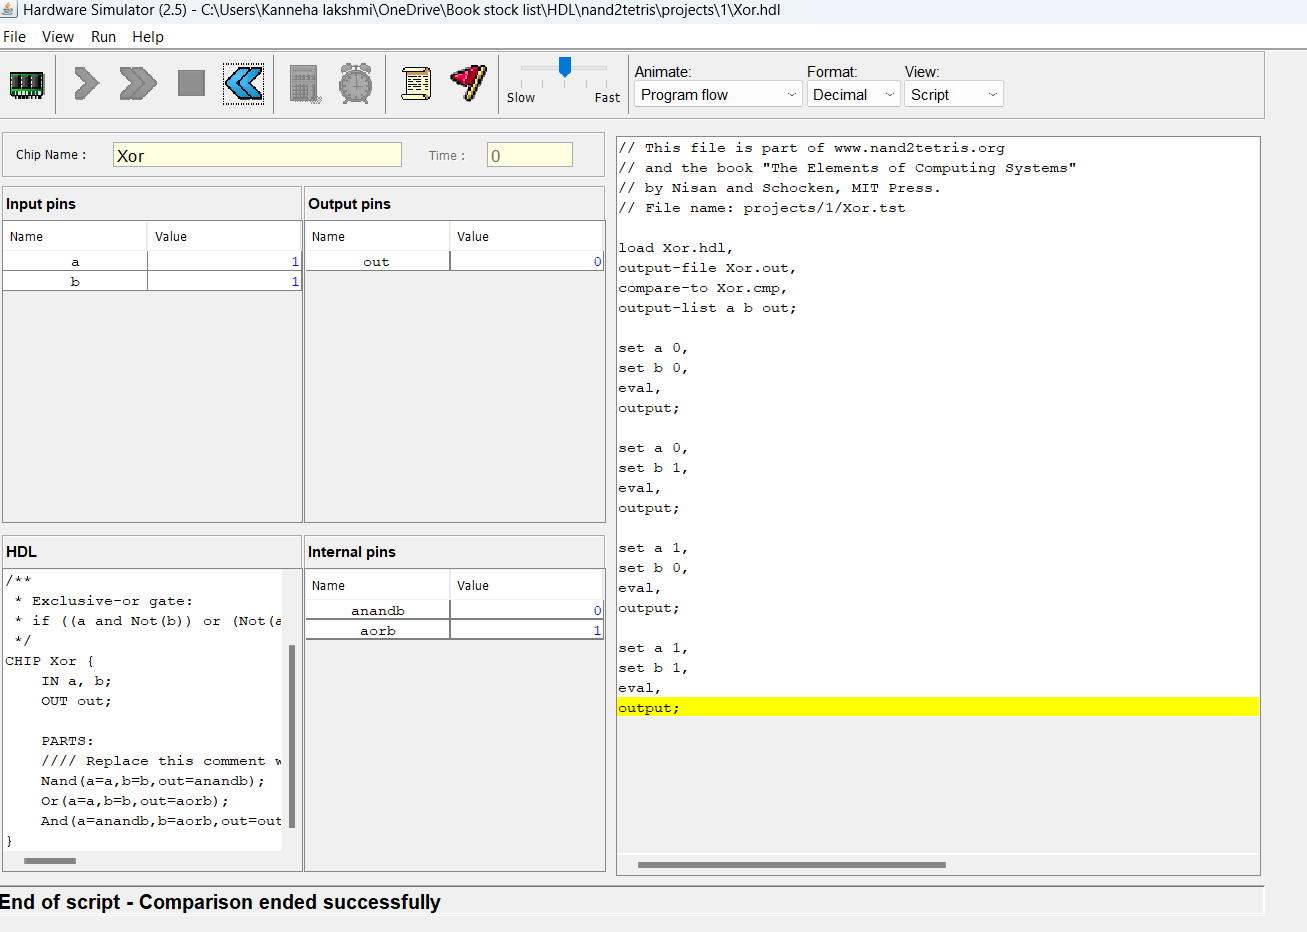 Hardware Simulator (2.5) - C:\Users\Kanneha lakshmi\OneDrive\Book stock list\HDL\nand2tetris\projects\1\Xor.hdl
File View Run Help
Slow Fast
Animate: Format: View:
Program flow Decimal Script
Chip Name : Xor Time : 0
Input pins
Name Value
a 1
b 1
Output pins
Name Value
out 0
HDL
/**
* Exclusive-or gate:
* if ((a and Not(b)) or (Not(a
*/
CHIP Xor {
IN a, b;
OUT out;
PARTS:
//// Replace this comment w
Nand(a=a,b=b,out=anandb);
Or(a=a,b=b,out=aorb);
And(a=anandb,b=aorb,out=out
}
Internal pins
Name Value
anandb 0
aorb 1
// This file is part of www.nand2tetris.org
// and the book "The Elements of Computing Systems"
// by Nisan and Schocken, MIT Press.
// File name: projects/1/Xor.tst
load Xor.hdl,
output-file Xor.out,
compare-to Xor.cmp,
output-list a b out;
set a 0,
set b 0,
eval,
output;
set a 0,
set b 1,
eval,
output;
set a 1,
set b 0,
eval,
output;
set a 1,
set b 1,
eval,
output;
End of script - Comparison ended successfully